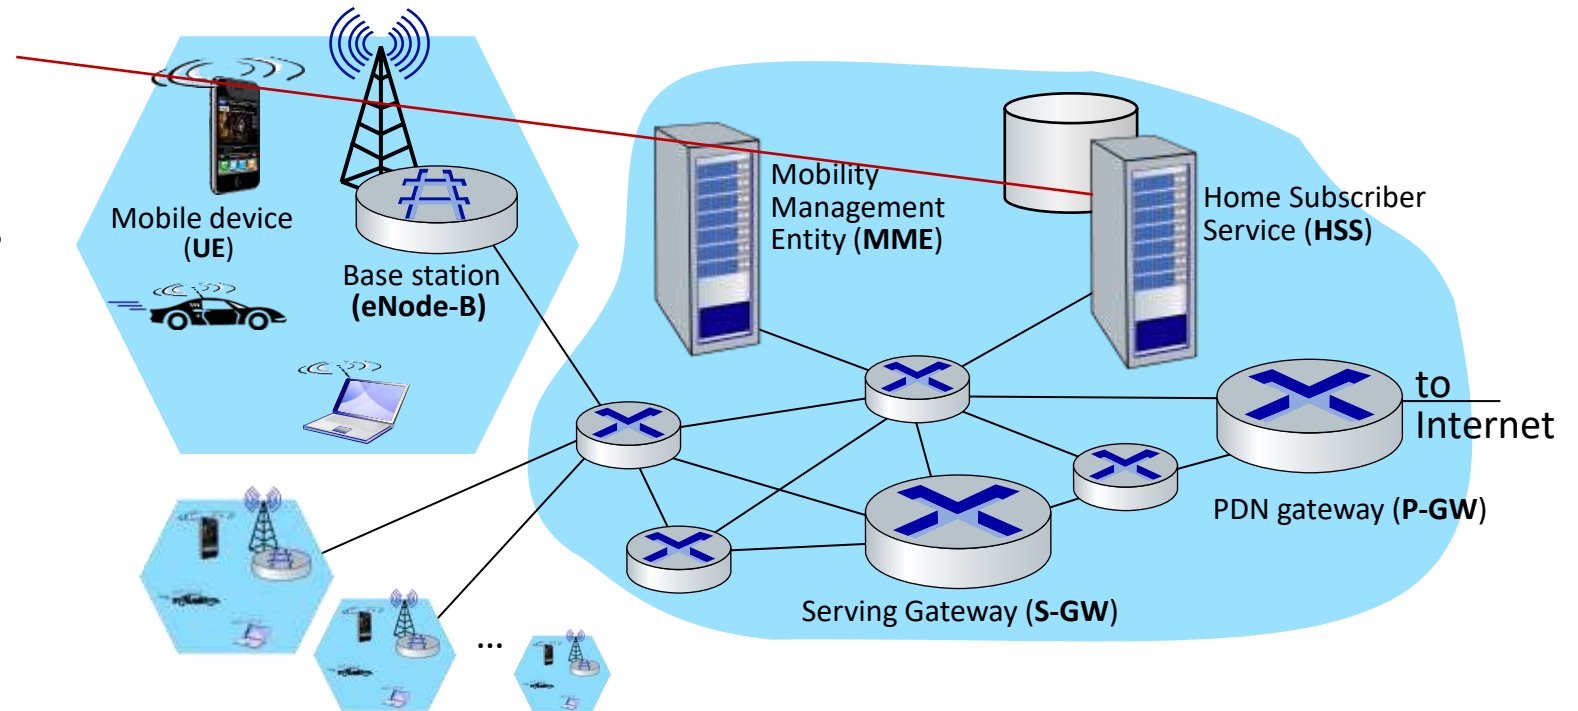 Mobile device
(UE)
Base station
(eNode-B)
Mobility
Management
Entity (MME)
Home Subscriber
Service (HSS)
to
Internet
PDN gateway (P-GW)
Serving Gateway (S-GW)
...